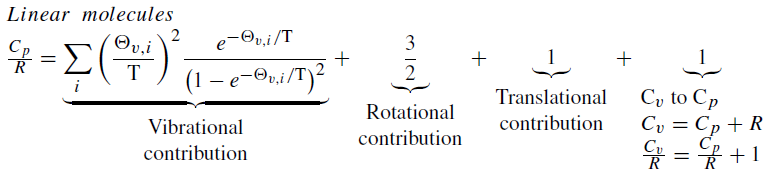 Linear molecules
C_p/R = ∑_i (Θ_{v,i}/T)^2 e^{−Θ_{v,i}/T}/(1 − e^{−Θ_{v,i}/T})^2 + 3/2 + 1 + 1
Vibrational contribution
Rotational contribution
Translational contribution
C_v to C_p
C_v = C_p + R
C_v/R = C_p/R + 1